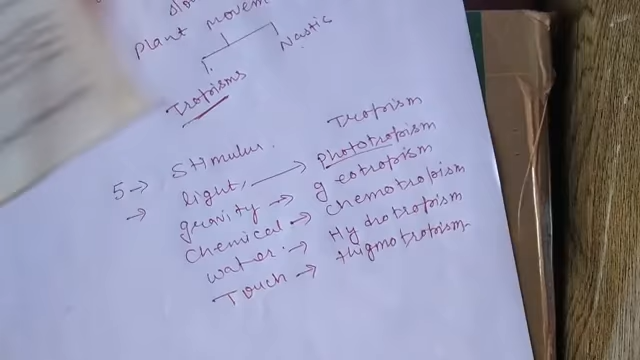 Plant movem
Tropisms Nastic
Stimulus. Tropism
5→ light, → phototropism
→ gravity → geotropism
chemical → chemotropism
water. → Hydrotropism
Touch → thigmotropism